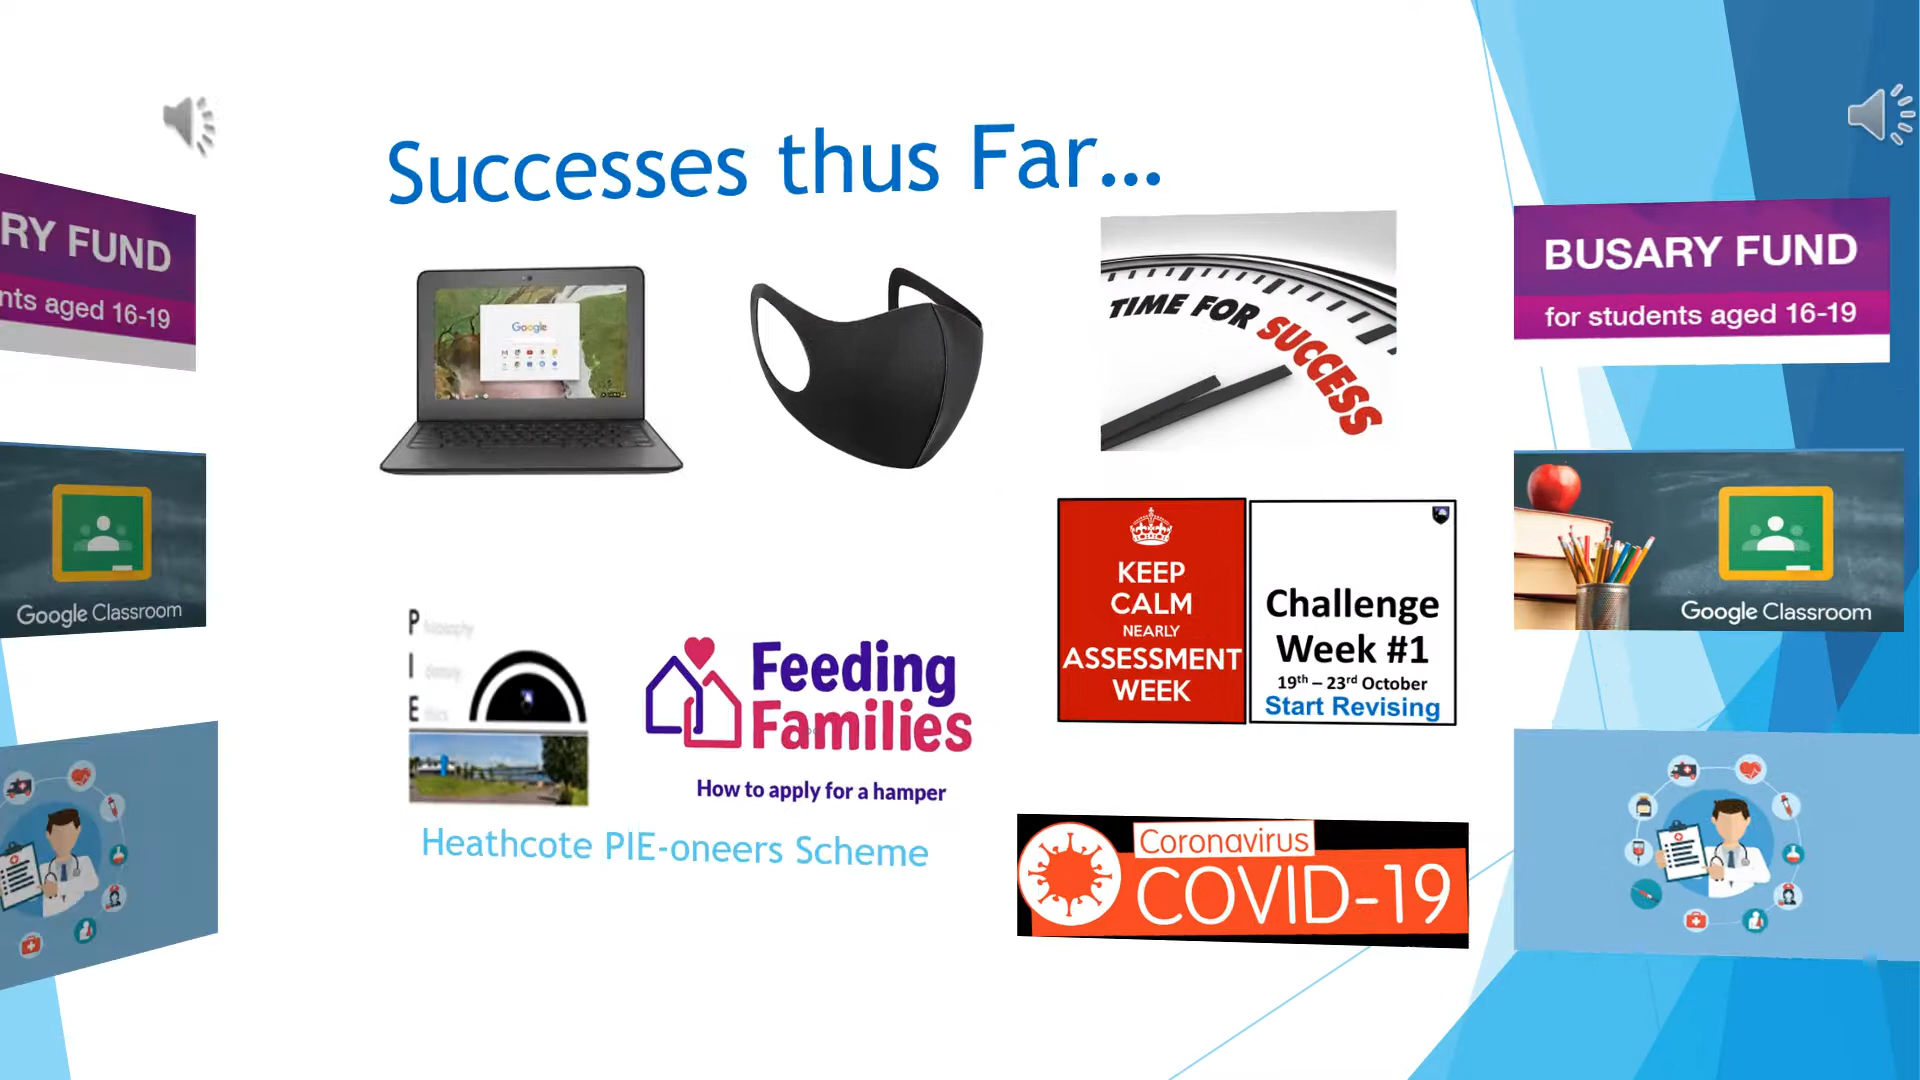 Successes thus Far...
RY FUND
nts aged 16-19
Google
TIME FOR SUCCESS
BUSARY FUND
for students aged 16-19
Google Classroom
P
I
E
Feeding
Families
How to apply for a hamper
Heathcote PIE-oneers Scheme
KEEP
CALM
NEARLY
ASSESSMENT
WEEK
Challenge
Week #1
19th – 23rd October
Start Revising
Google Classroom
Coronavirus
COVID-19